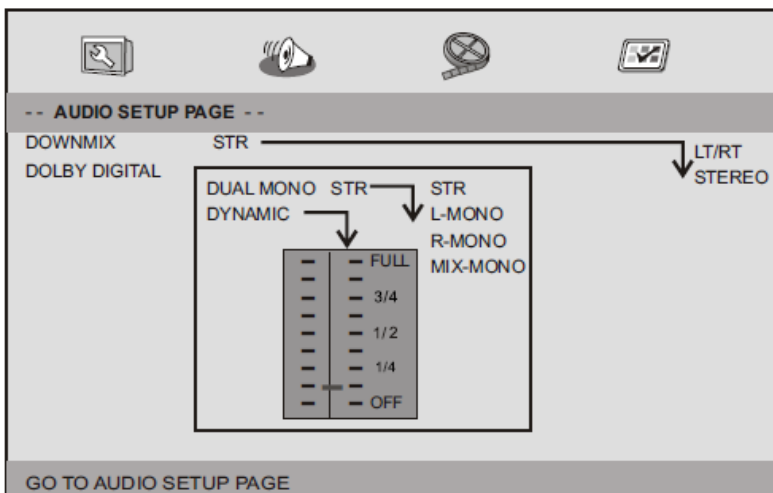 -- AUDIO SETUP PAGE --
DOWNMIX STR LT/RT
DOLBY DIGITAL STEREO
DUAL MONO STR STR
DYNAMIC L-MONO
R-MONO
FULL MIX-MONO
3/4
1/2
1/4
OFF
GO TO AUDIO SETUP PAGE